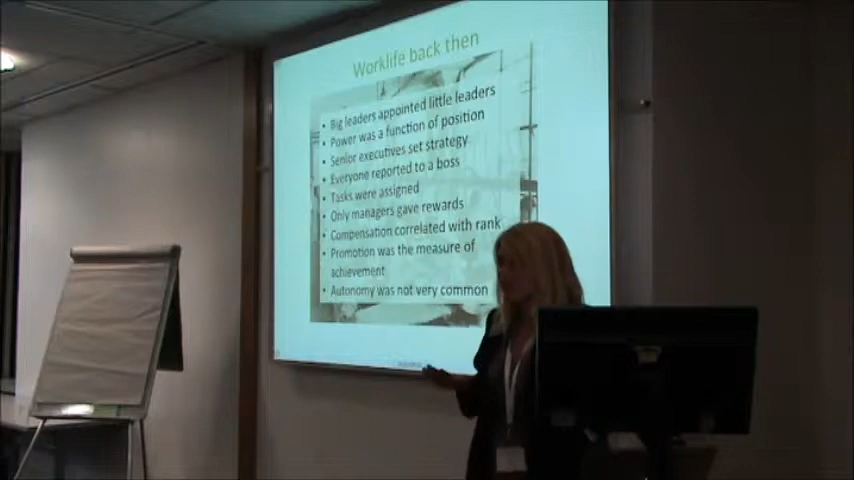 Worklife back then
• Big leaders appointed little leaders
• Power was a function of position
• Senior executives set strategy
• Everyone reported to a boss
• Tasks were assigned
• Only managers gave rewards
• Compensation correlated with rank
• Promotion was the measure of
achievement
• Autonomy was not very common